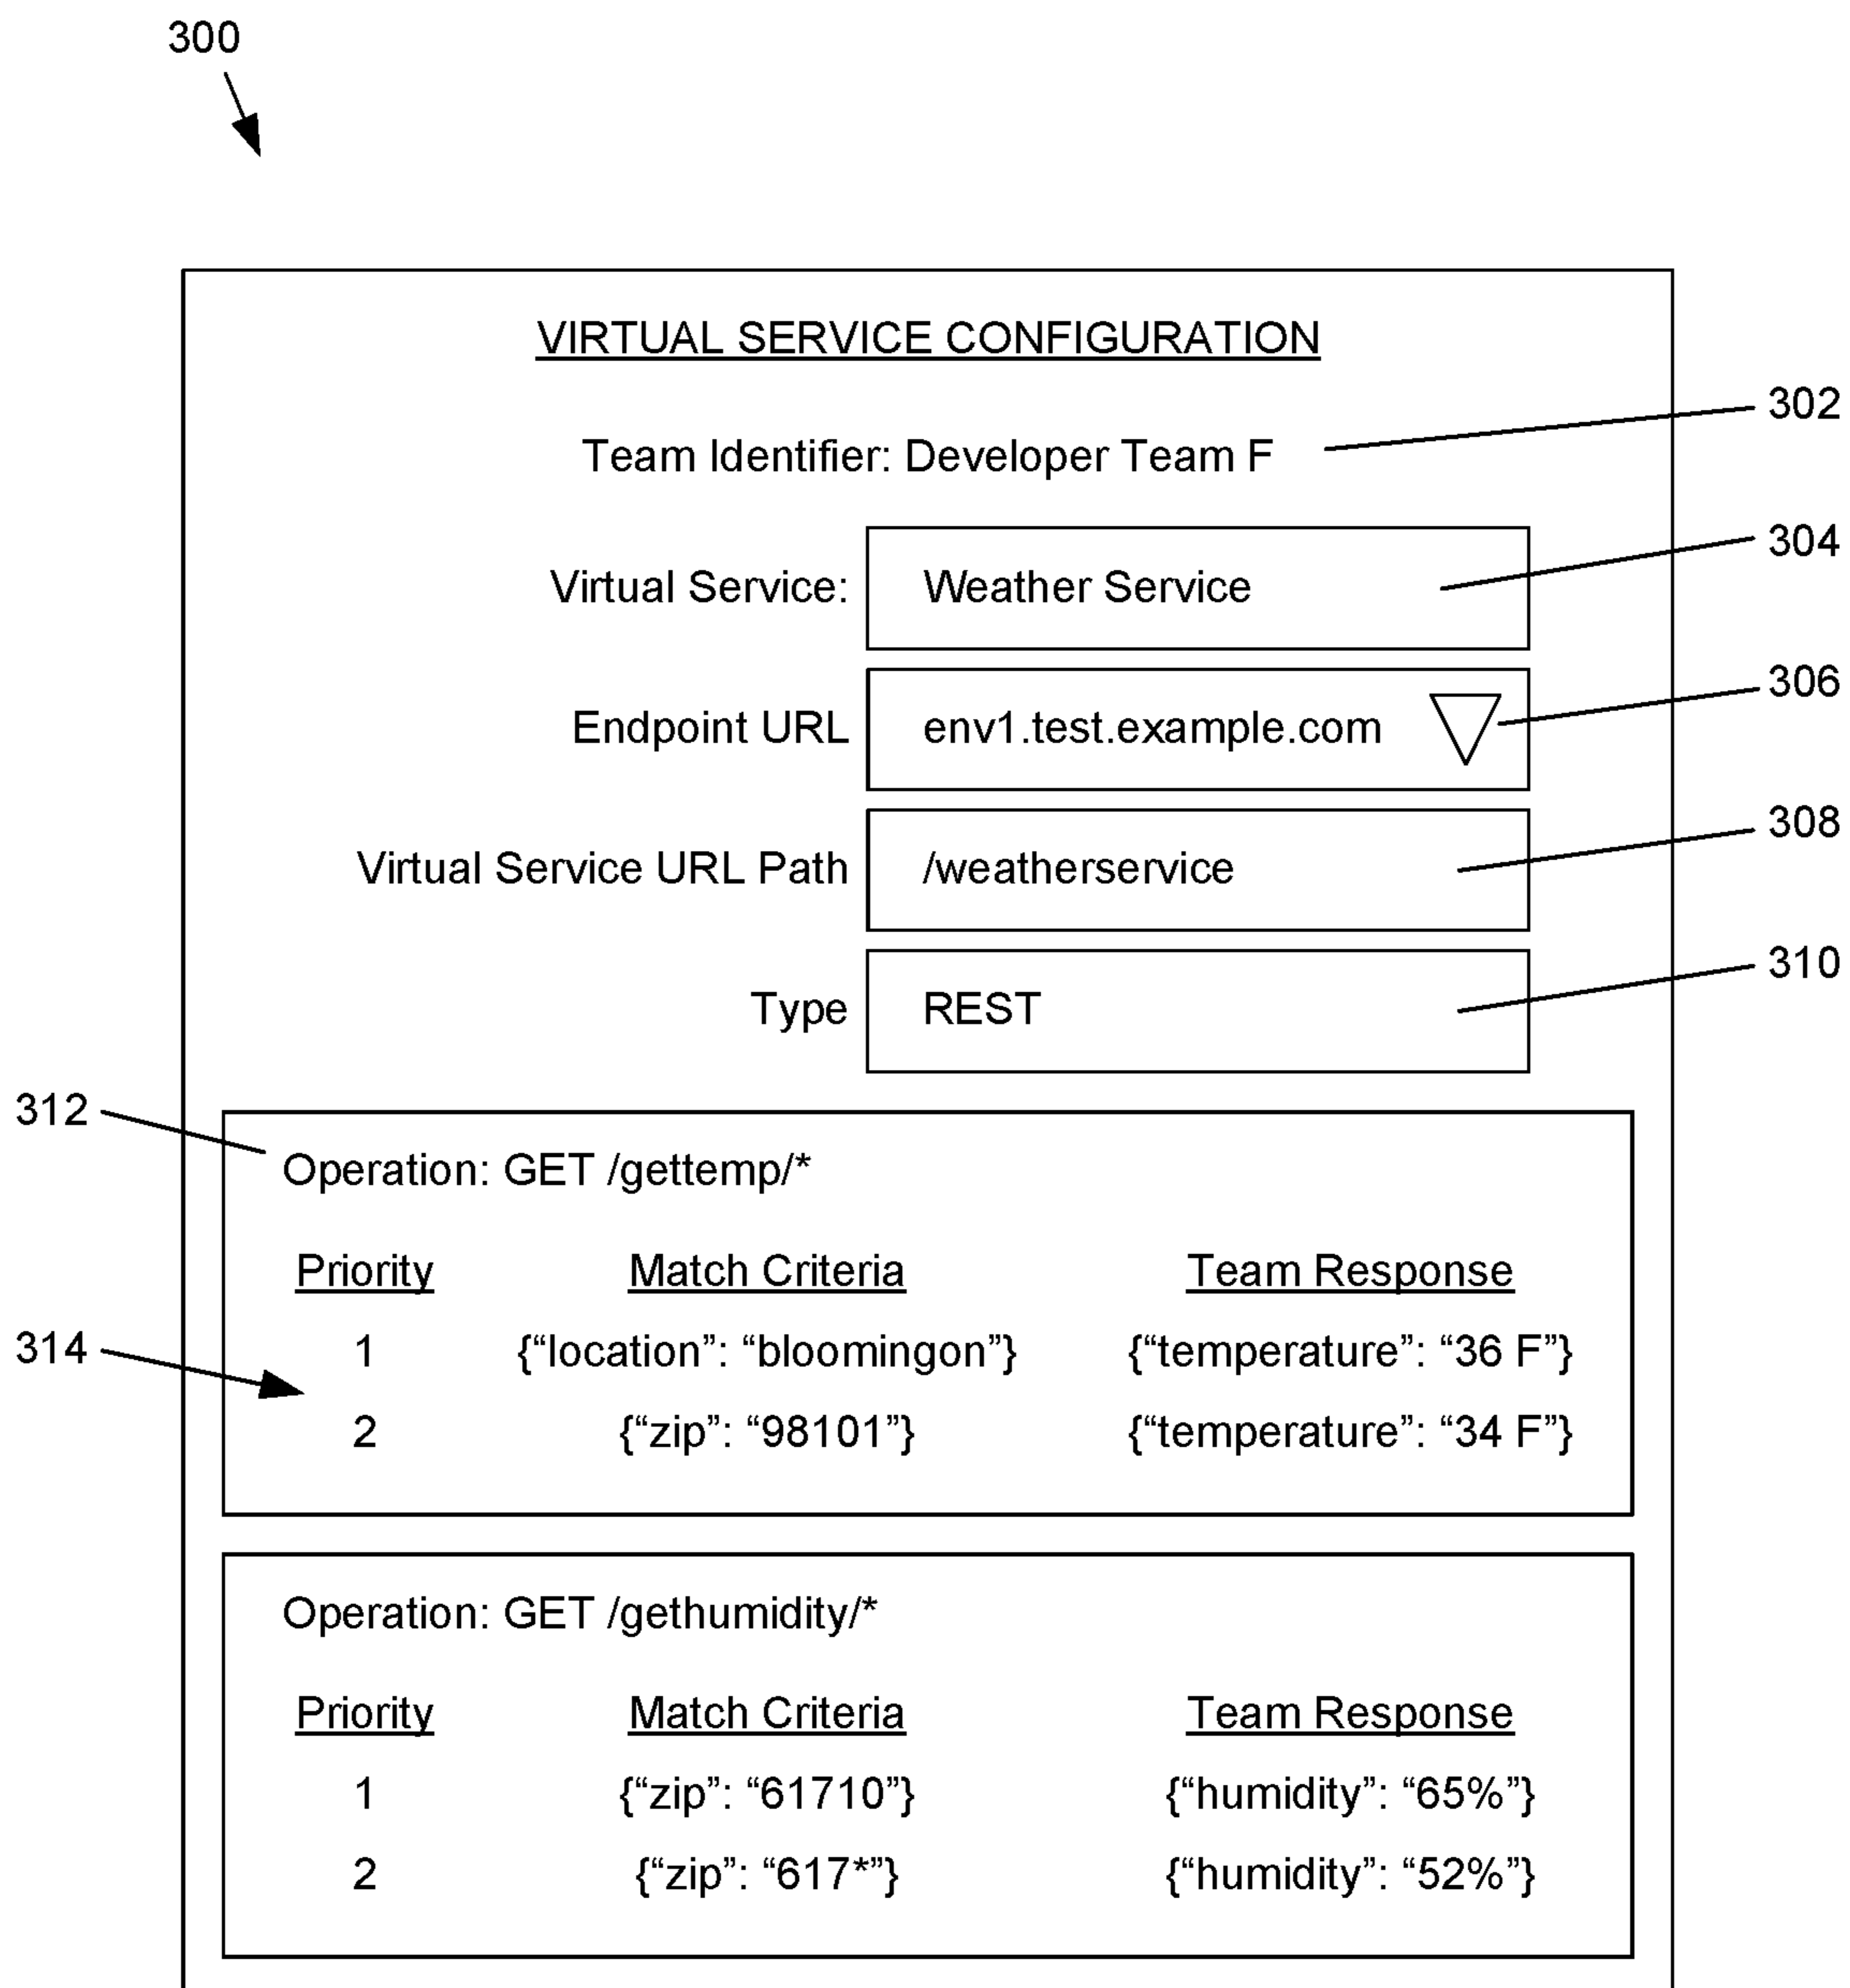 300
VIRTUAL SERVICE CONFIGURATION
302
Team Identifier: Developer Team F
304
Virtual Service: Weather Service
306
Endpoint URL env1.test.example.com
308
Virtual Service URL Path /weatherservice
310
Type REST
312
Operation: GET /gettemp/*
Priority Match Criteria Team Response
314
1 {“location”: “bloomingon”} {“temperature”: “36 F”}
2 {“zip”: “98101”} {“temperature”: “34 F”}
Operation: GET /gethumidity/*
Priority Match Criteria Team Response
1 {“zip”: “61710”} {“humidity”: “65%”}
2 {“zip”: “617*”} {“humidity”: “52%”}